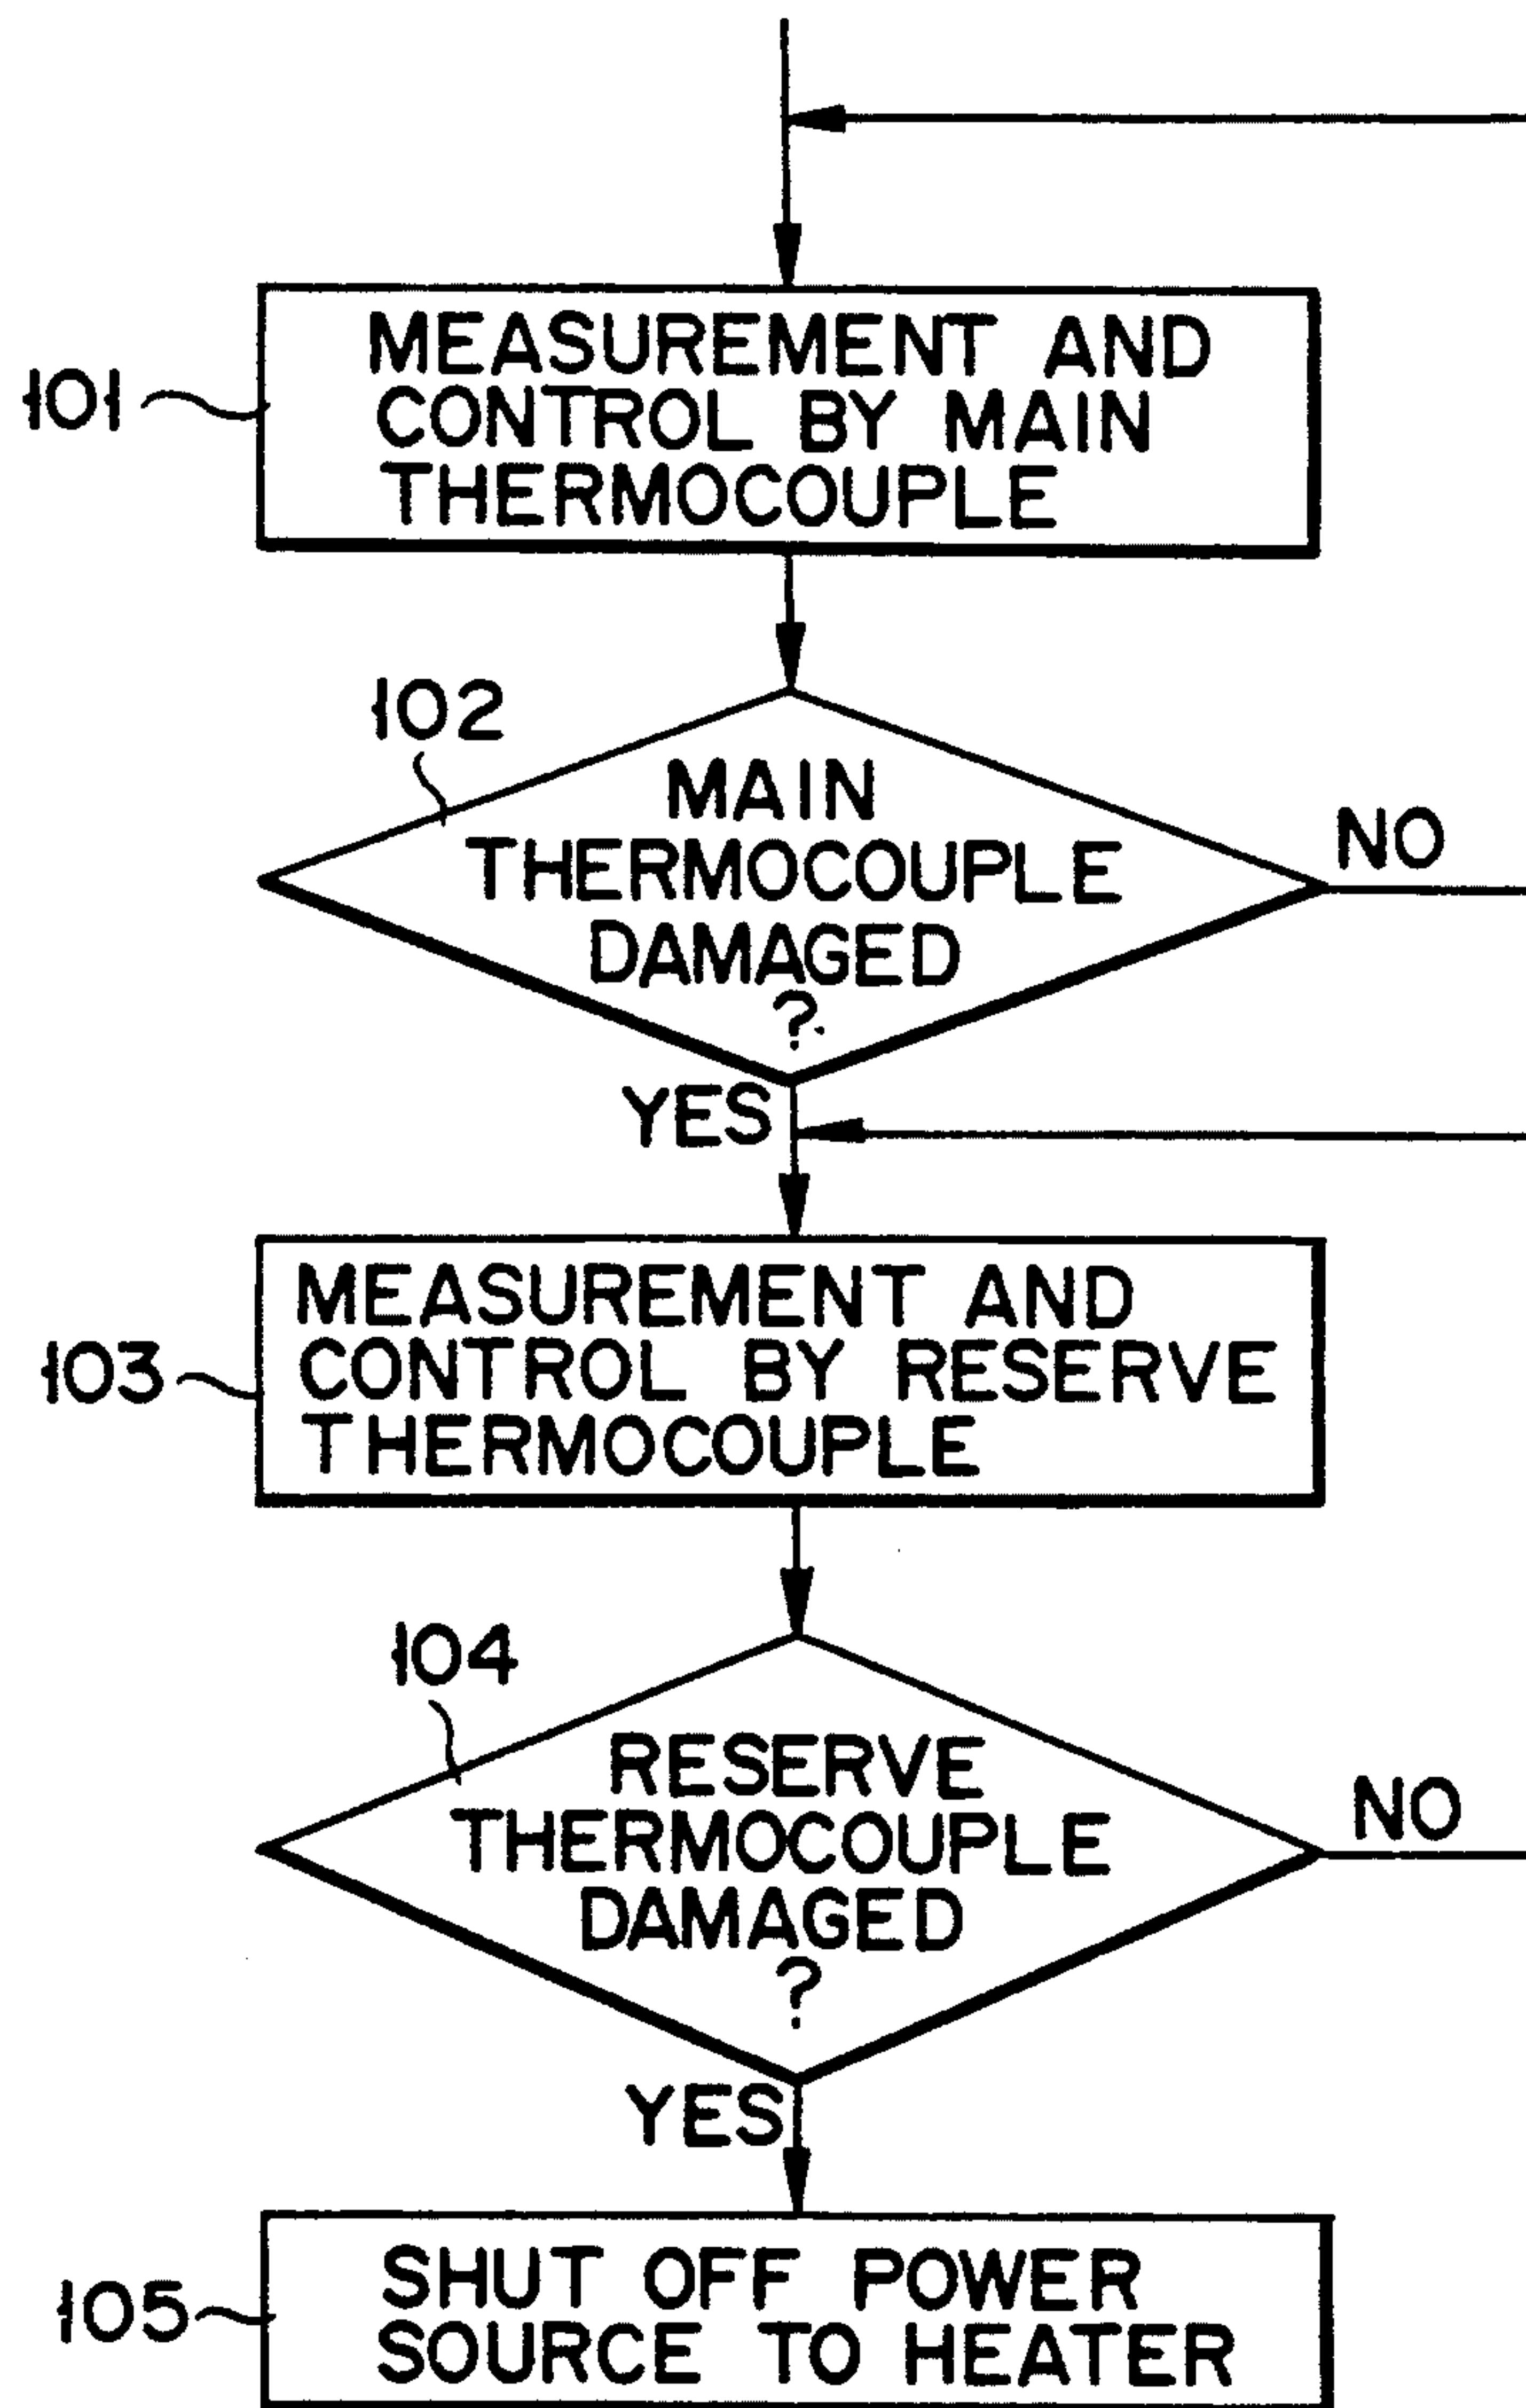 101
MEASUREMENT AND
CONTROL BY MAIN
THERMOCOUPLE
102
MAIN
THERMOCOUPLE
DAMAGED
?
NO
YES
103
MEASUREMENT AND
CONTROL BY RESERVE
THERMOCOUPLE
104
RESERVE
THERMOCOUPLE
DAMAGED
?
NO
YES
105
SHUT OFF POWER
SOURCE TO HEATER